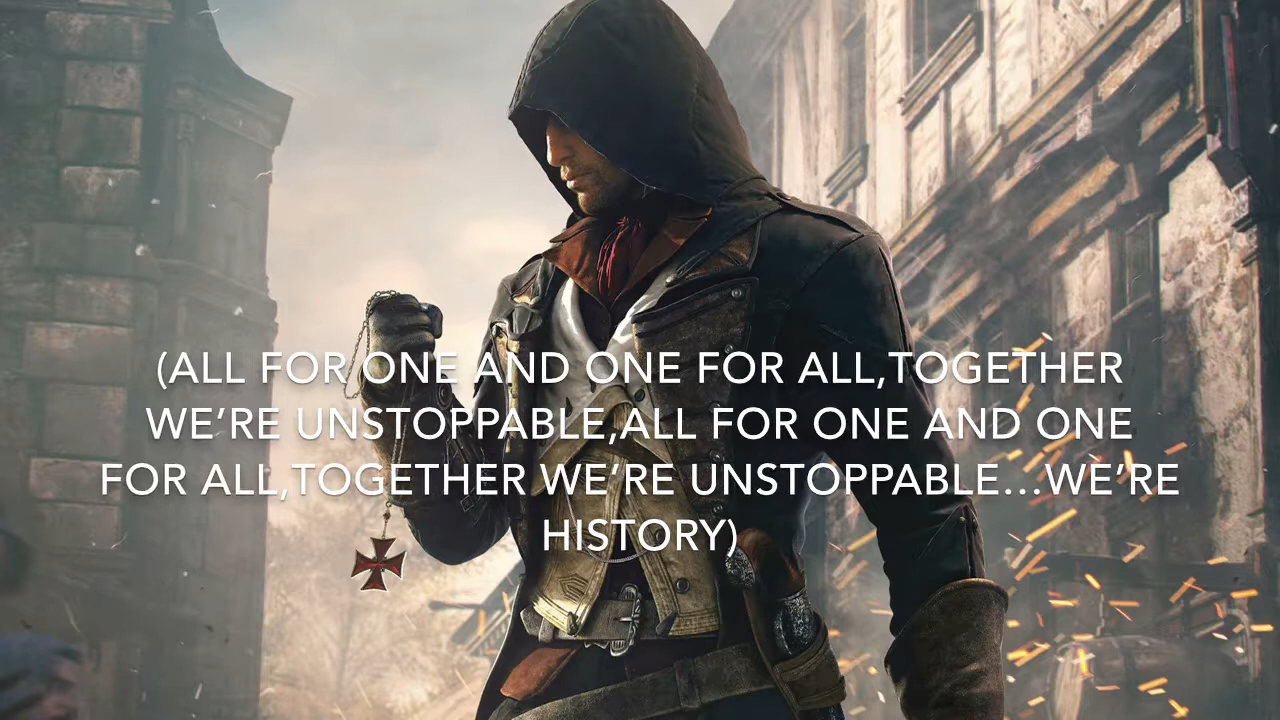 (ALL FOR ONE AND ONE FOR ALL,TOGETHER
WE’RE UNSTOPPABLE,ALL FOR ONE AND ONE
FOR ALL,TOGETHER WE’RE UNSTOPPABLE…WE’RE
HISTORY)